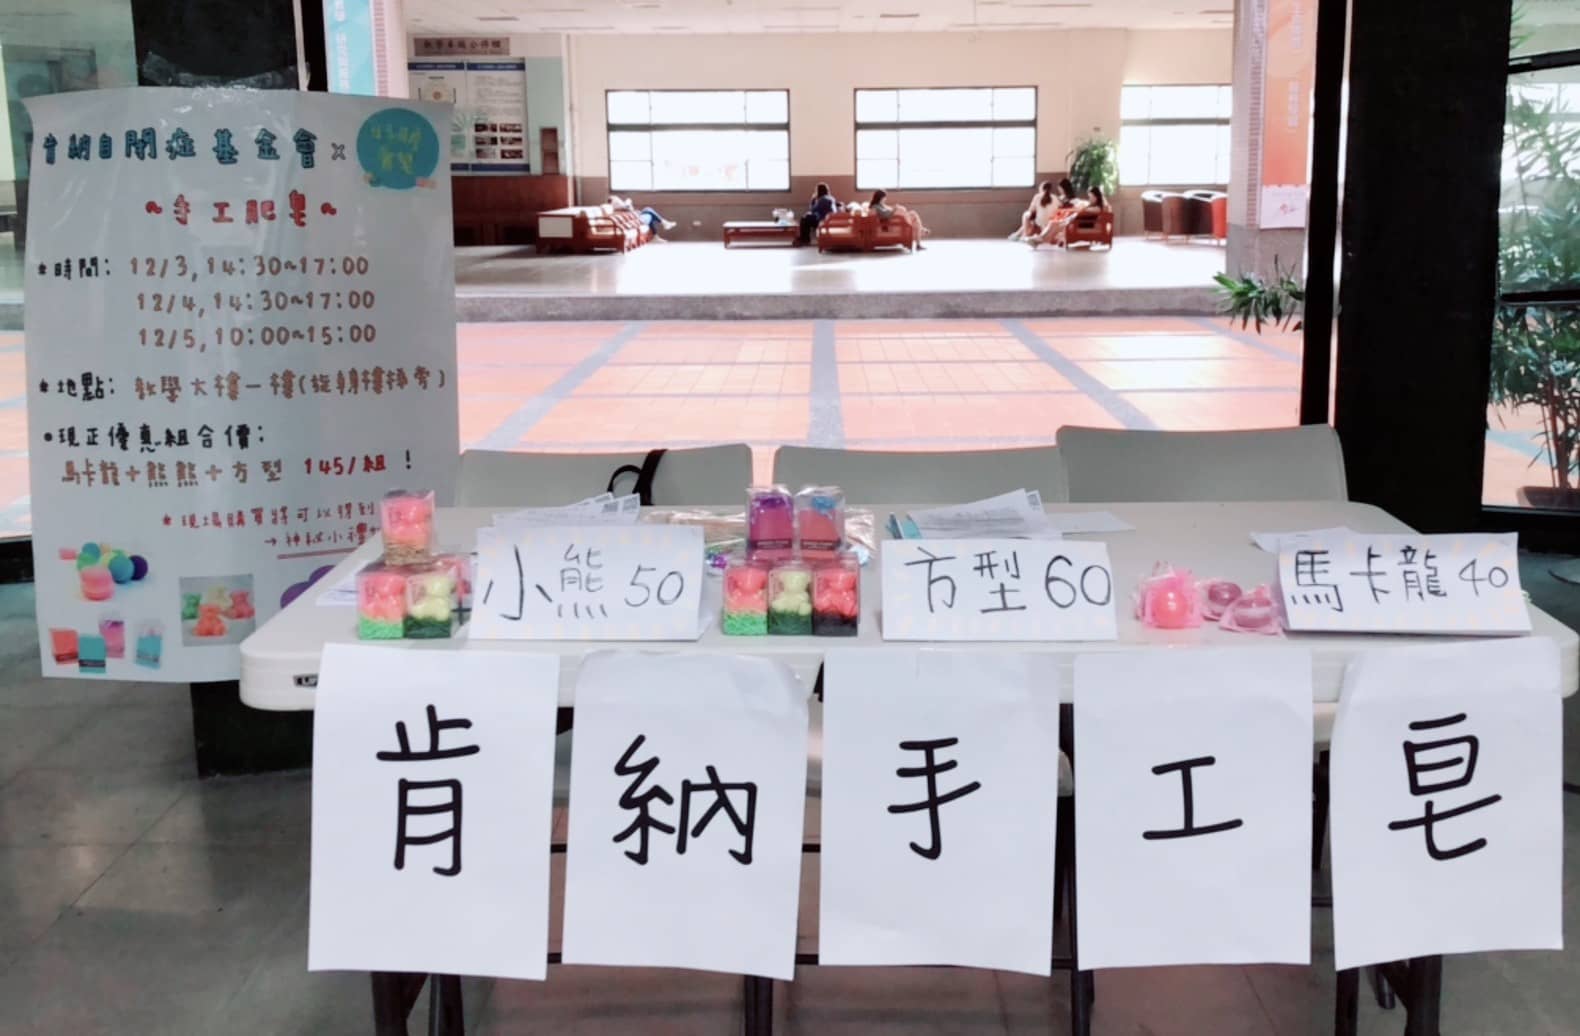 肯納自閉症基金會 x
~手工肥皂~
*時間: 12/3, 14:30~17:00
12/4, 14:30~17:00
12/5, 10:00~15:00
*地點: 教學大樓一樓(旋轉樓梯旁)
•現正優惠組合價:
馬卡龍+熊熊+方型 145/組 !
*現場購買將可以得到
→神秘小禮
小熊 50
方型 60
馬卡龍 40
肯納手工皂